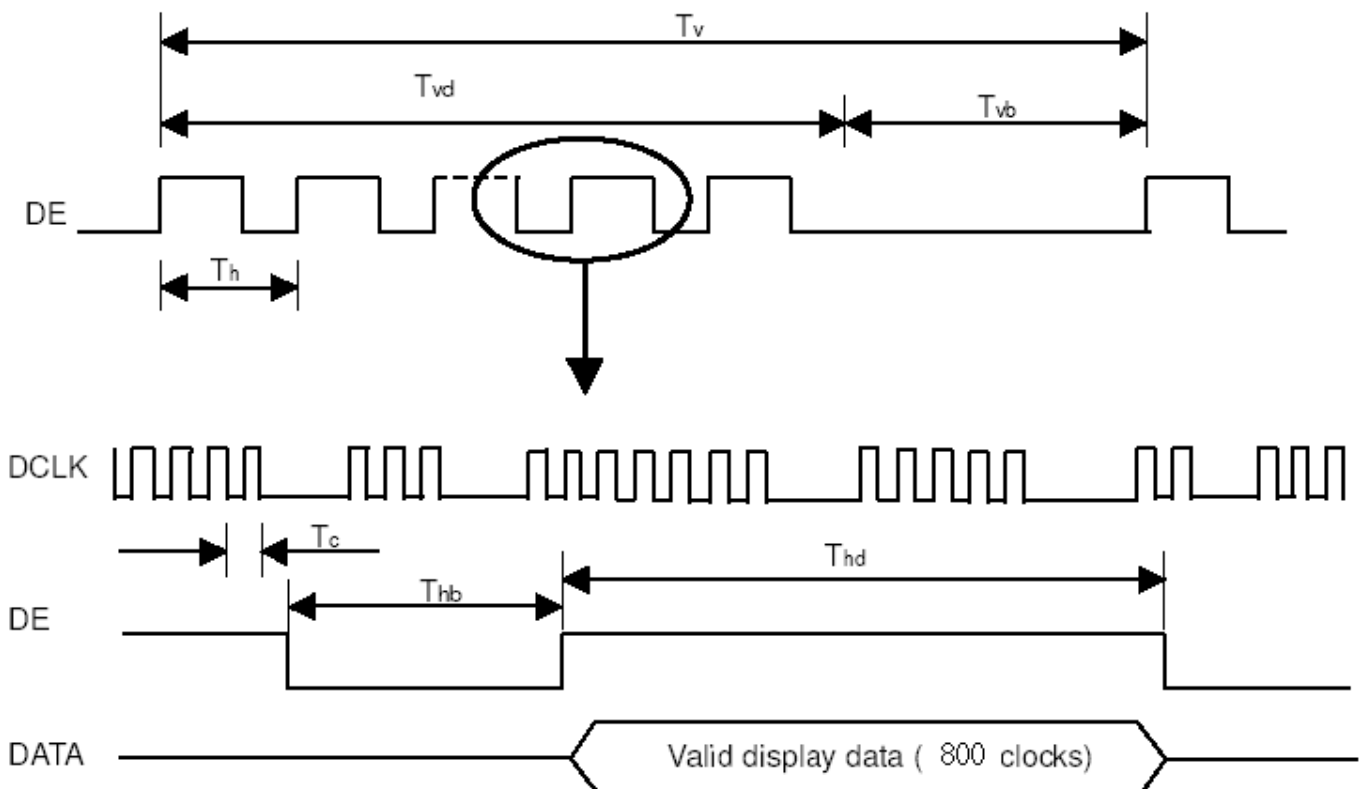 Tv
Tvd
Tvb
DE
Th
DCLK
Tc
Thd
Thb
DE
DATA
Valid display data ( 800 clocks)